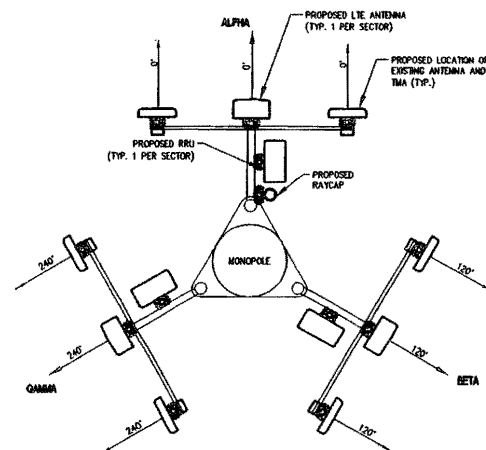 PROPOSED LTE ANTENNA
(TYP. 1 PER SECTOR)
ALPHA
0°
0°
0°
PROPOSED LOCATION OF
EXISTING ANTENNA AND
TMA (TYP.)
PROPOSED RRU
(TYP. 1 PER SECTOR)
PROPOSED
RAYCAP
MONOPOLE
240°
120°
240°
120°
GAMMA
BETA
240°
120°